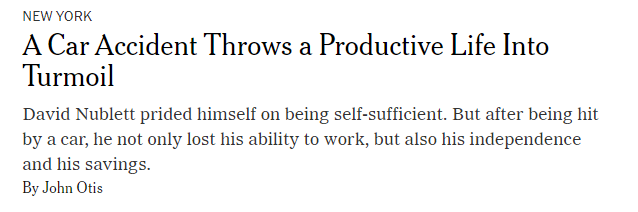 NEW YORK
A Car Accident Throws a Productive Life Into
Turmoil
David Nublett prided himself on being self-sufficient. But after being hit
by a car, he not only lost his ability to work, but also his independence
and his savings.
By John Otis